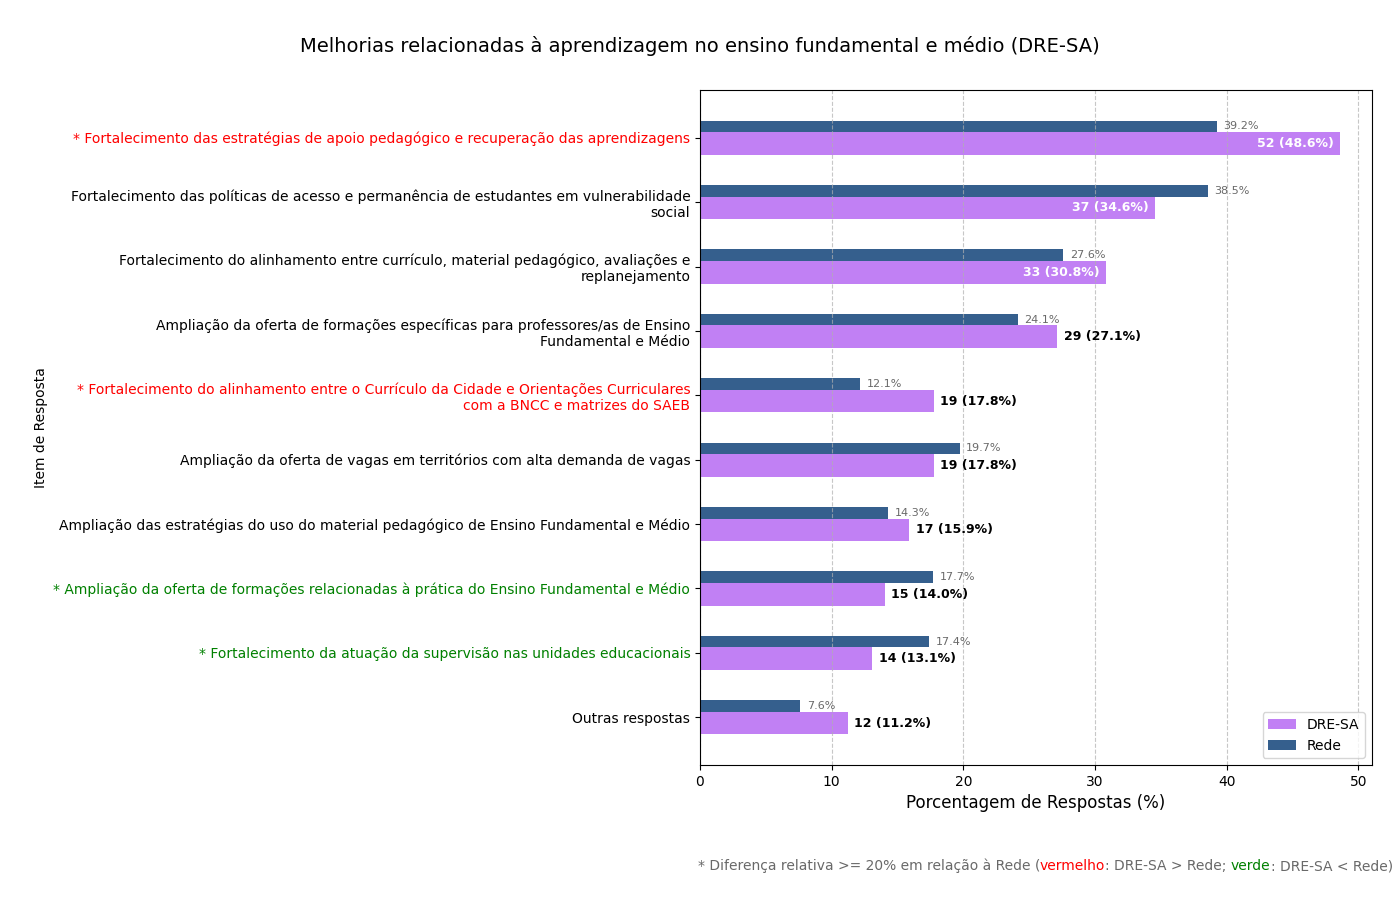 Melhorias relacionadas à aprendizagem no ensino fundamental e médio (DRE-SA)
* Fortalecimento das estratégias de apoio pedagógico e recuperação das aprendizagens
39.2%
52 (48.6%)
Fortalecimento das políticas de acesso e permanência de estudantes em vulnerabilidade
social
38.5%
37 (34.6%)
Fortalecimento do alinhamento entre currículo, material pedagógico, avaliações e
replanejamento
27.6%
33 (30.8%)
Ampliação da oferta de formações específicas para professores/as de Ensino
Fundamental e Médio
24.1%
29 (27.1%)
* Fortalecimento do alinhamento entre o Currículo da Cidade e Orientações Curriculares
com a BNCC e matrizes do SAEB
12.1%
19 (17.8%)
Ampliação da oferta de vagas em territórios com alta demanda de vagas
19.7%
19 (17.8%)
Ampliação das estratégias do uso do material pedagógico de Ensino Fundamental e Médio
14.3%
17 (15.9%)
* Ampliação da oferta de formações relacionadas à prática do Ensino Fundamental e Médio
17.7%
15 (14.0%)
* Fortalecimento da atuação da supervisão nas unidades educacionais
17.4%
14 (13.1%)
Outras respostas
7.6%
12 (11.2%)
Item de Resposta
DRE-SA
Rede
0 10 20 30 40 50
Porcentagem de Respostas (%)
* Diferença relativa >= 20% em relação à Rede (vermelho: DRE-SA > Rede; verde: DRE-SA < Rede)